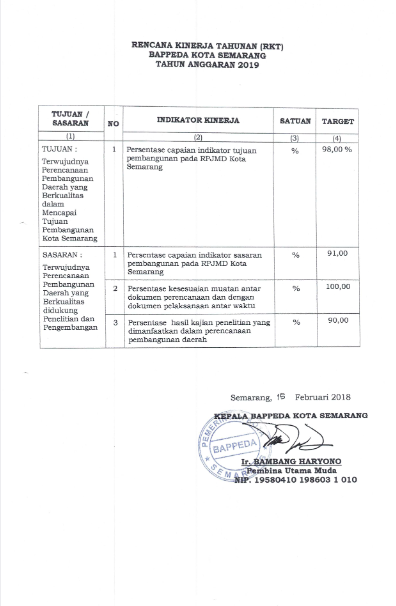 RENCANA KINERJA TAHUNAN (RKT)
BAPPEDA KOTA SEMARANG
TAHUN ANGGARAN 2019
TUJUAN / SASARAN NO INDIKATOR KINERJA SATUAN TARGET
(1) (2) (3) (4)
TUJUAN : 1 Persentase capaian indikator tujuan % 98,00 %
pembangunan pada RPJMD Kota
Semarang
Terwujudnya
Perencanaan
Pembangunan
Daerah yang
Berkualitas
dalam
Mencapai
Tujuan
Pembangunan
Kota Semarang
SASARAN : 1 Persentase capaian indikator sasaran % 91,00
pembangunan pada RPJMD Kota
Semarang
Terwujudnya
Perencanaan
Pembangunan
Daerah yang
Berkualitas
didukung
Penelitian dan
Pengembangan
2 Persentase kesesuaian muatan antar % 100,00
dokumen perencanaan dan dengan
dokumen pelaksanaan antar waktu
3 Persentase hasil kajian penelitian yang % 90,00
dimanfaatkan dalam perencanaan
pembangunan daerah
Semarang, 15 Februari 2018
KEPALA BAPPEDA KOTA SEMARANG
BAPPEDA
SEMARANG
Ir. BAMBANG HARYONO
Pembina Utama Muda
NIP. 19580410 198603 1 010